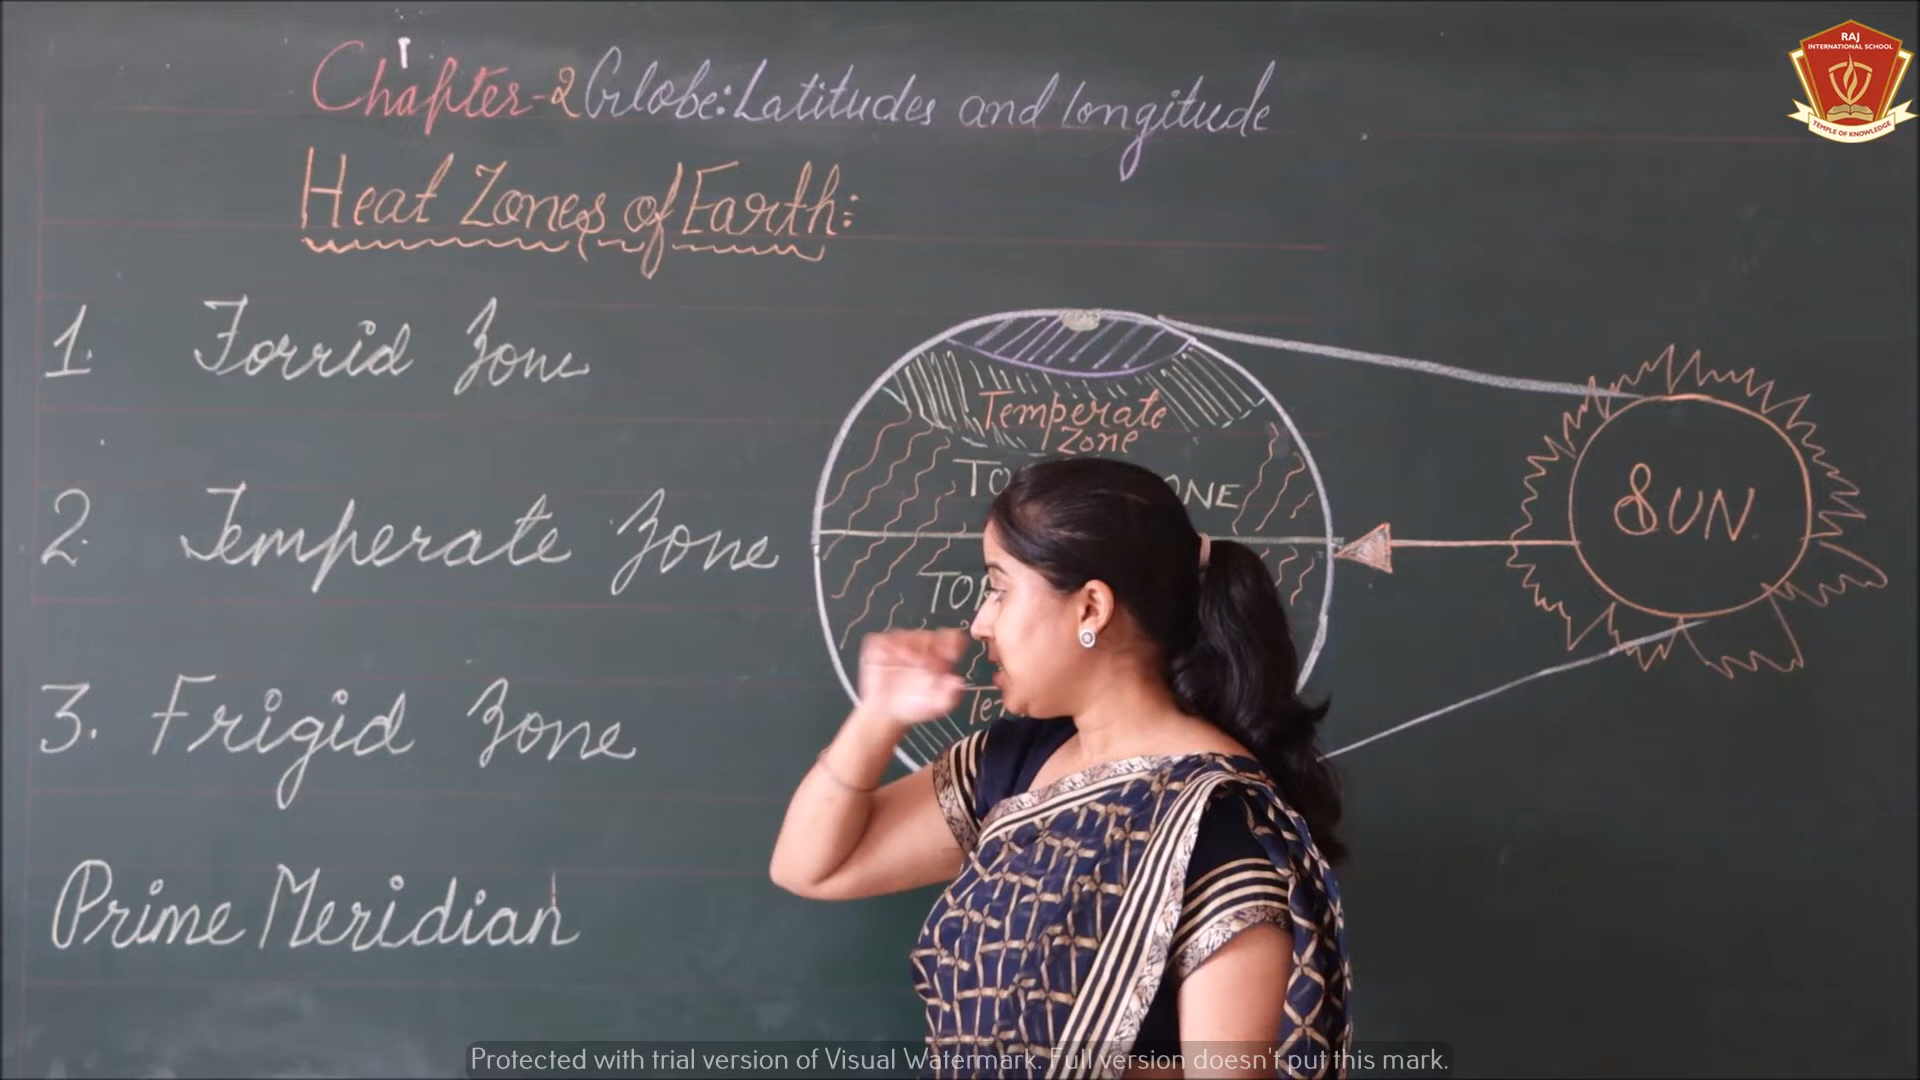 RAJ
INTERNATIONAL SCHOOL
TEMPLE OF KNOWLEDGE
Chapter-2 Globe: Latitudes and longitude
Heat Zones of Earth:
1. Torrid Zone
2. Temperate Zone
3. Frigid Zone
Prime Meridian
Temperate
Zone
SUN
Protected with trial version of Visual Watermark. Full version doesn't put this mark.